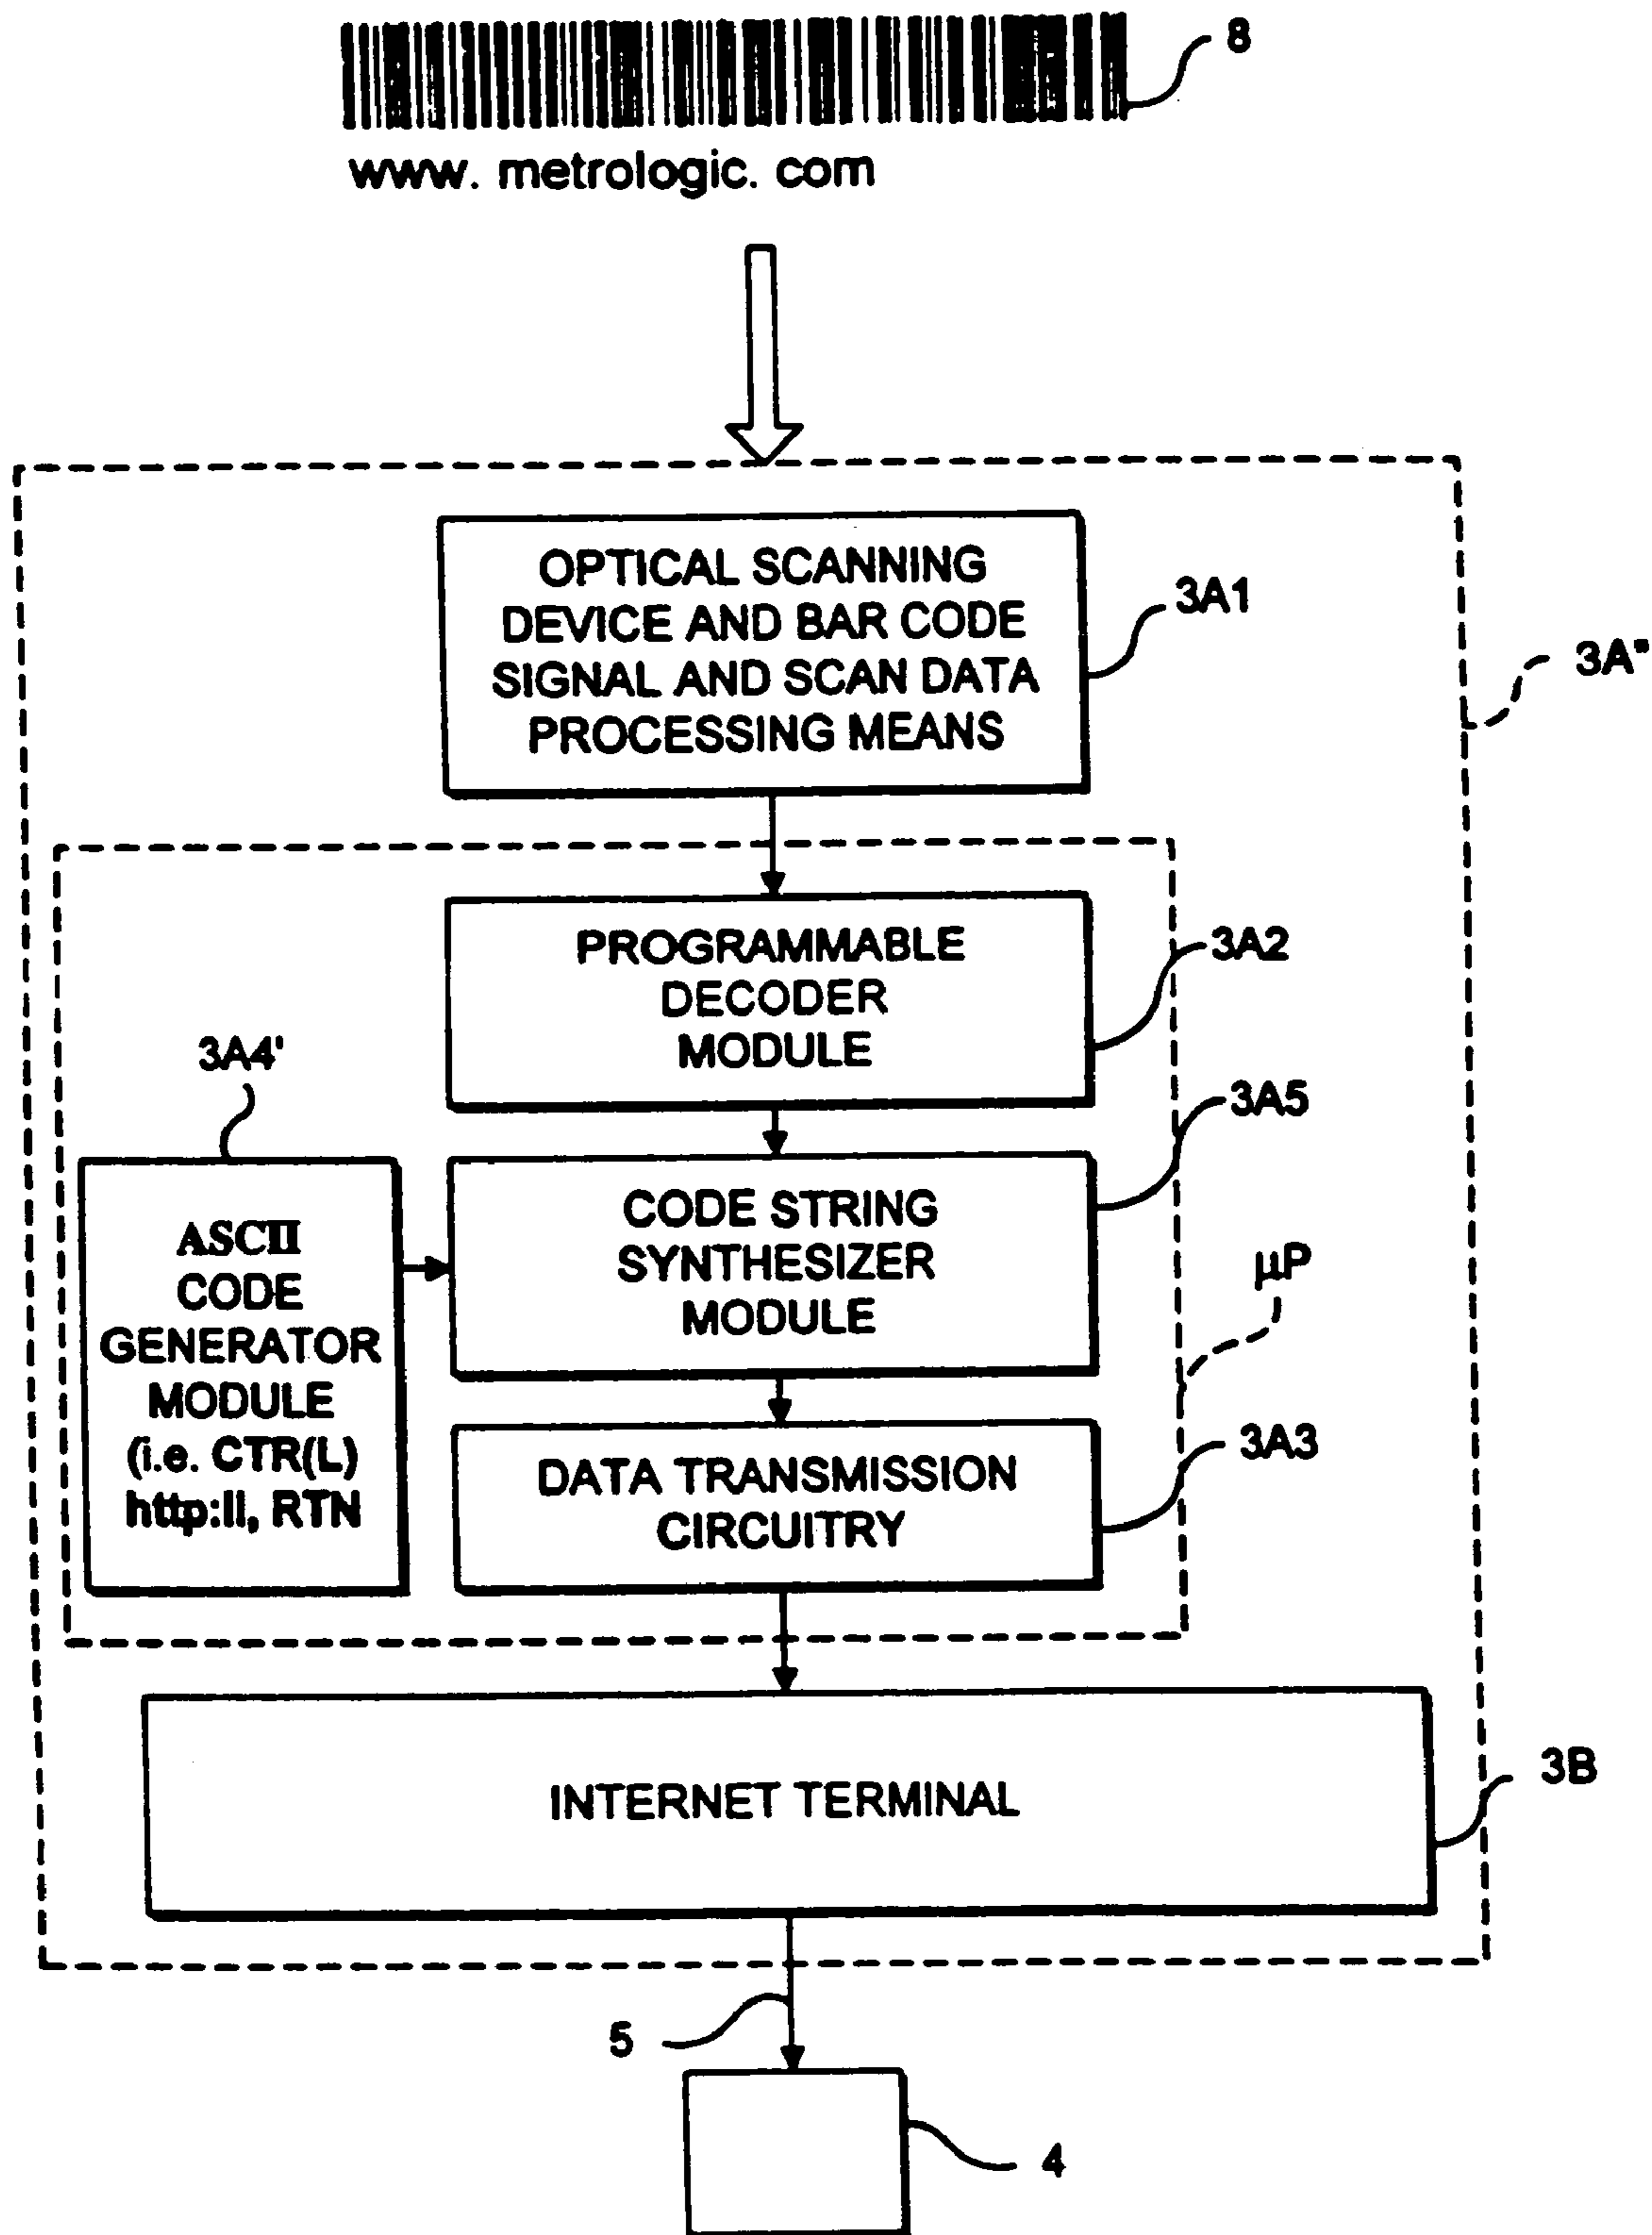 8
www. metrologic. com
OPTICAL SCANNING
DEVICE AND BAR CODE
SIGNAL AND SCAN DATA
PROCESSING MEANS
3A1
3A"
PROGRAMMABLE
DECODER
MODULE
3A2
3A4'
3A5
ASCII
CODE
GENERATOR
MODULE
(i.e. CTR(L)
http:ll, RTN
CODE STRING
SYNTHESIZER
MODULE
µP
3A3
DATA TRANSMISSION
CIRCUITRY
INTERNET TERMINAL
3B
5
4